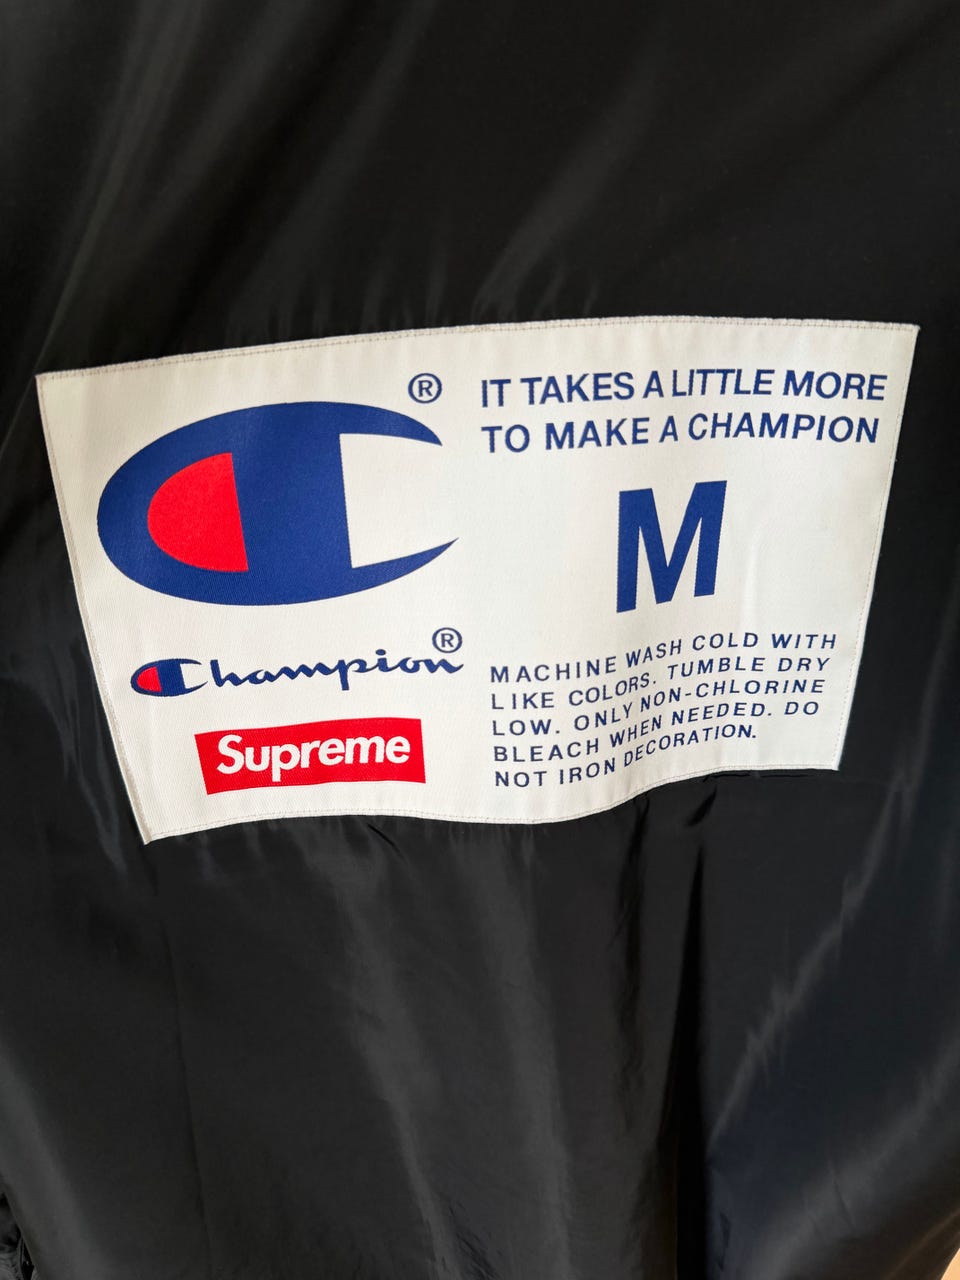 ®
IT TAKES A LITTLE MORE
TO MAKE A CHAMPION
M
Champion®
Supreme
MACHINE WASH COLD WITH
LIKE COLORS. TUMBLE DRY
LOW. ONLY NON-CHLORINE
BLEACH WHEN NEEDED. DO
NOT IRON DECORATION.